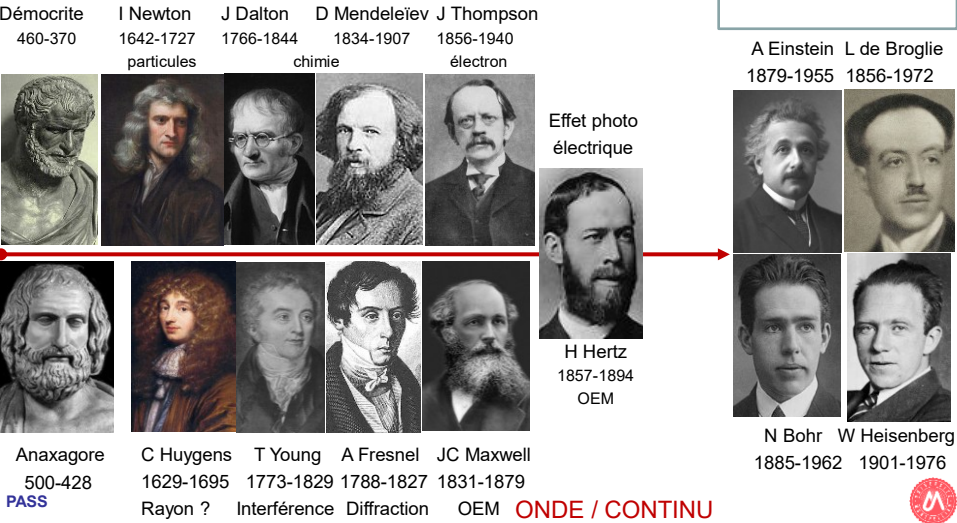 Démocrite I Newton J Dalton D Mendeleïev J Thompson
460-370 1642-1727 1766-1844 1834-1907 1856-1940
particules chimie électron
A Einstein L de Broglie
1879-1955 1856-1972
Effet photo
électrique
H Hertz
1857-1894
OEM
N Bohr W Heisenberg
1885-1962 1901-1976
Anaxagore C Huygens T Young A Fresnel JC Maxwell
500-428 1629-1695 1773-1829 1788-1827 1831-1879
PASS
Rayon ? Interférence Diffraction OEM ONDE / CONTINU